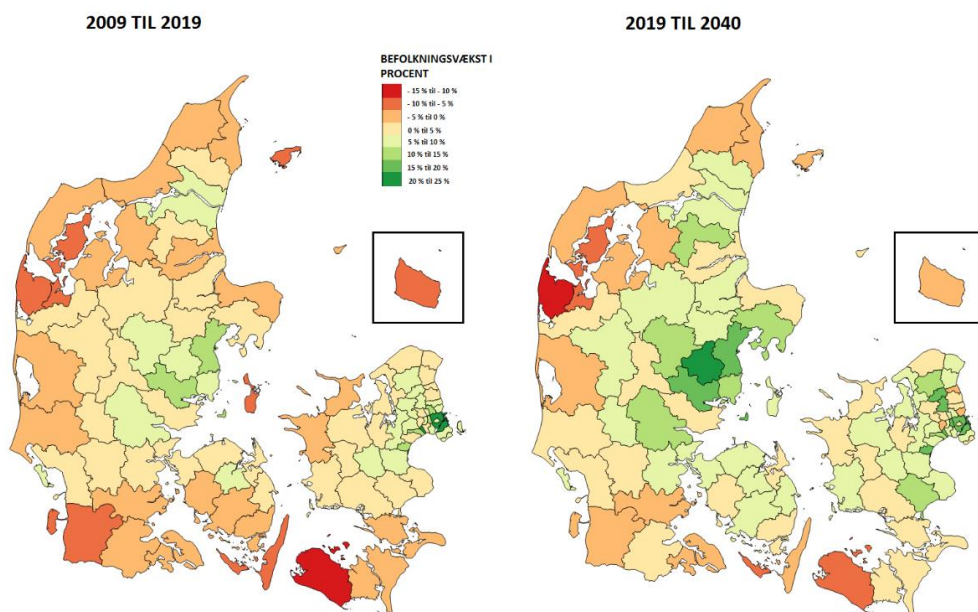 2009 TIL 2019
2019 TIL 2040
BEFOLKNINGSVÆKST I
PROCENT
- 15 % til - 10 %
- 10 % til - 5 %
- 5 % til 0 %
0 % til 5 %
5 % til 10 %
10 % til 15 %
15 % til 20 %
20 % til 25 %